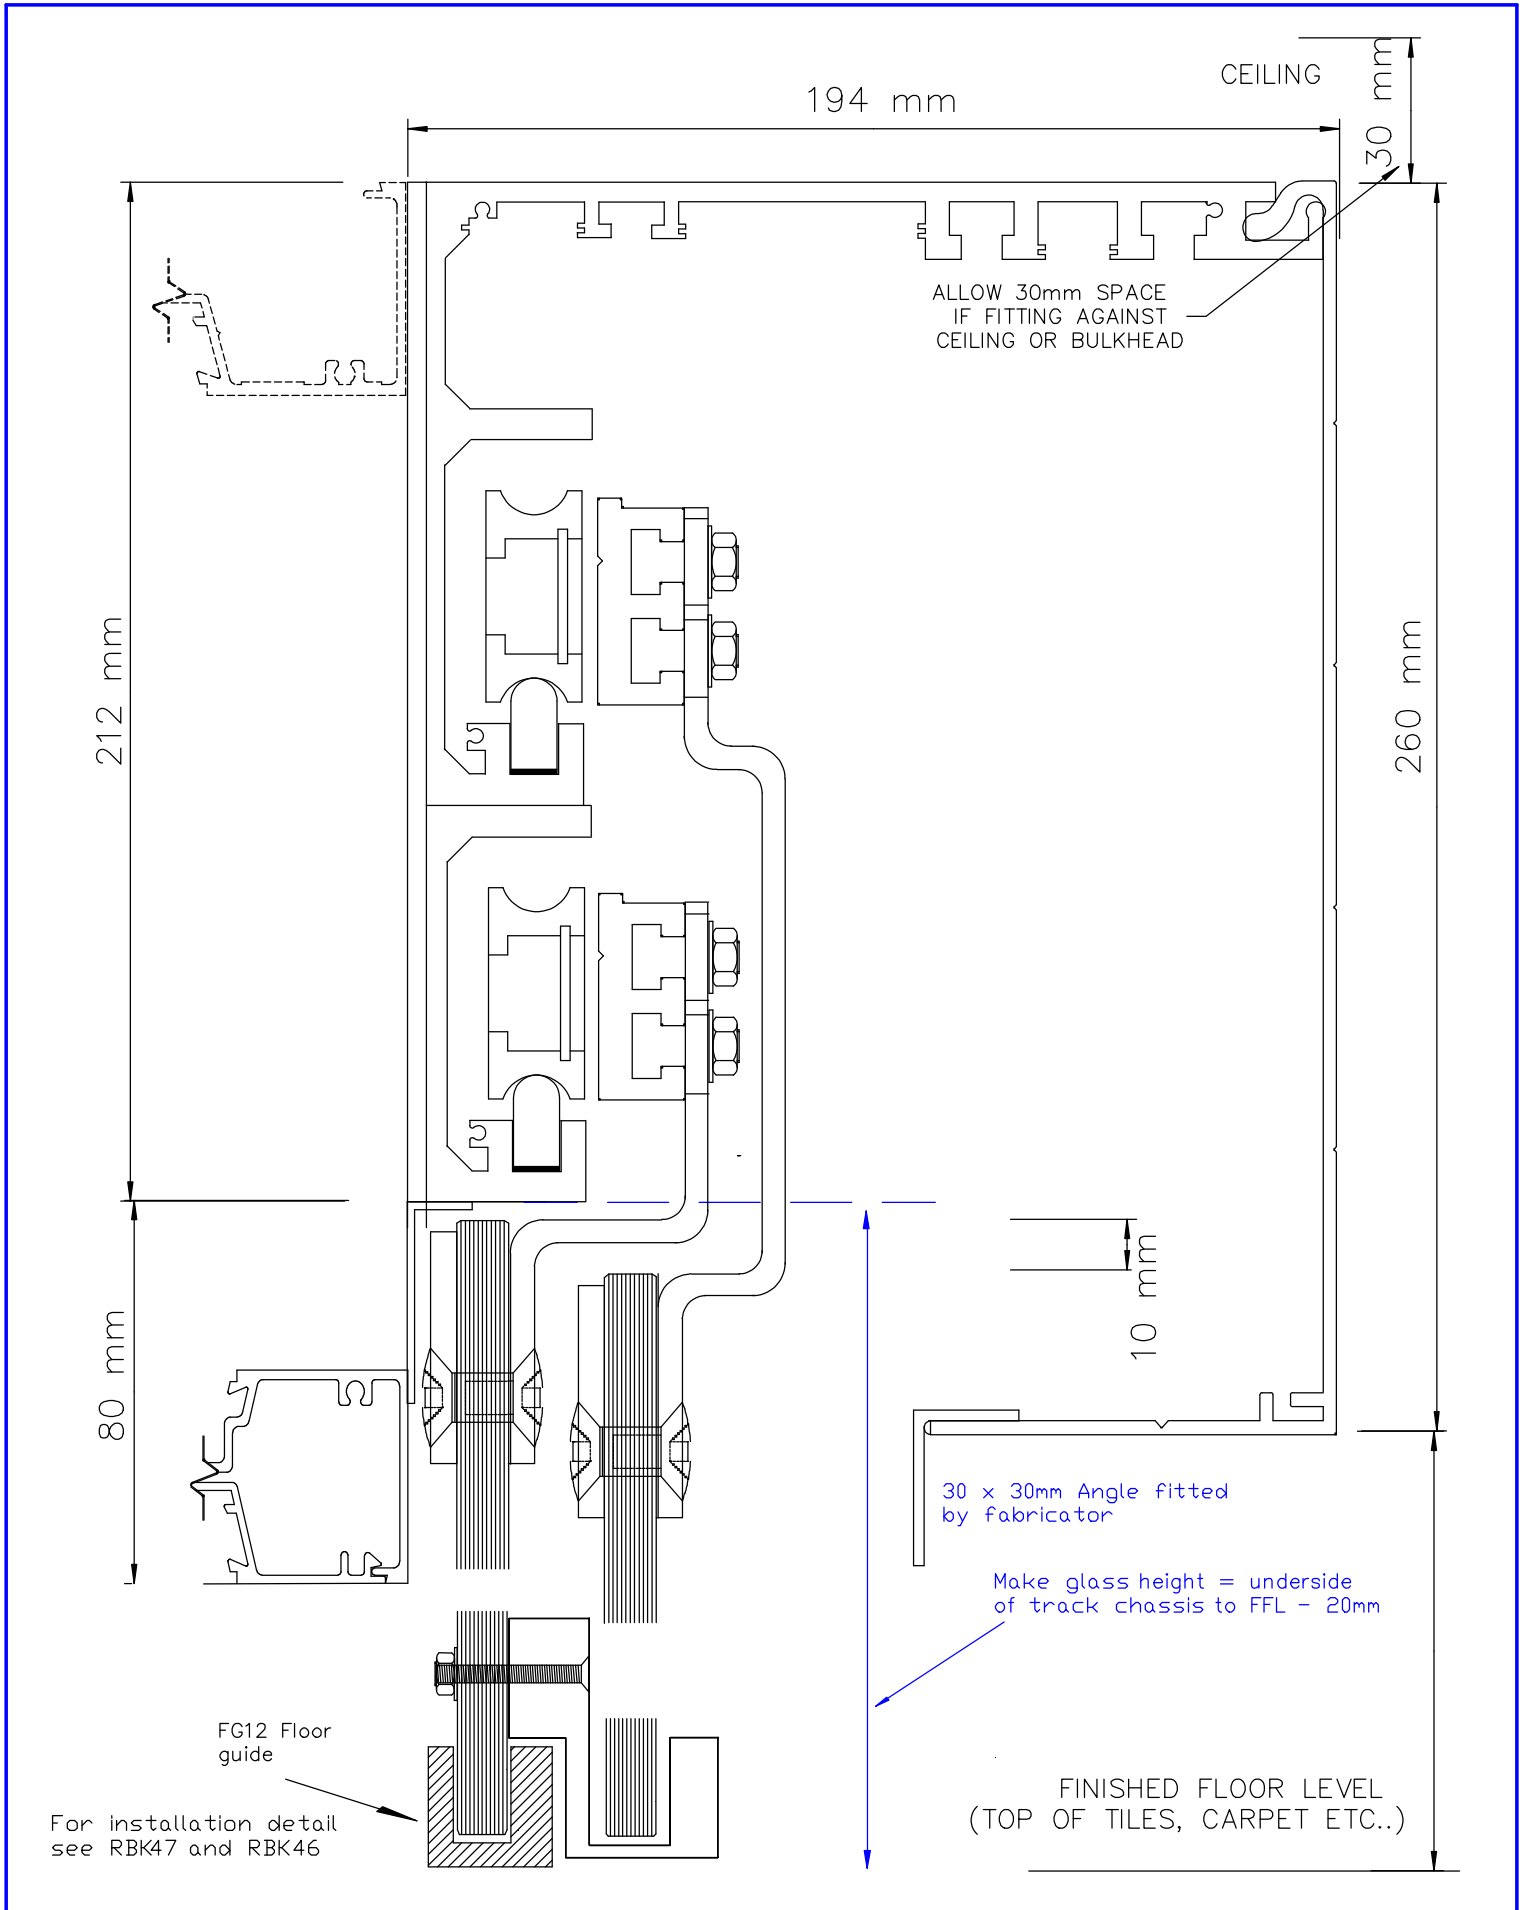 CEILING
30 mm
194 mm
ALLOW 30mm SPACE
IF FITTING AGAINST
CEILING OR BULKHEAD
212 mm
260 mm
10 mm
80 mm
30 x 30mm Angle fitted
by fabricator
Make glass height = underside
of track chassis to FFL - 20mm
FG12 Floor
guide
For installation detail
see RBK47 and RBK46
FINISHED FLOOR LEVEL
(TOP OF TILES, CARPET ETC..)